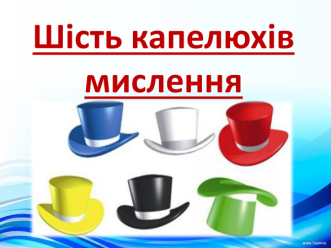 Шість капелюхів
мислення